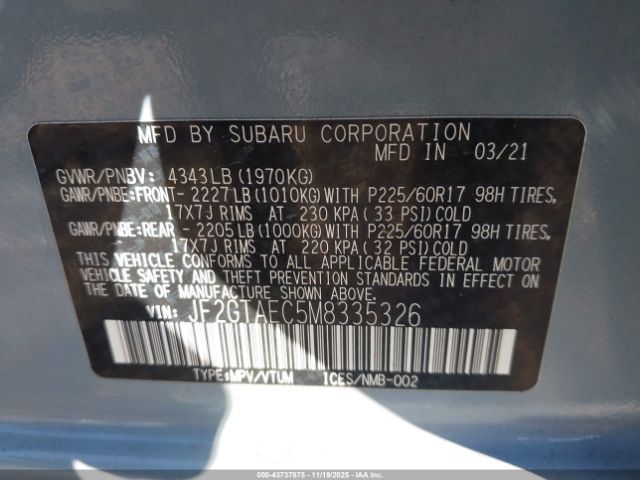 MFD BY SUBARU CORPORATION
MFD IN 03/21
GVWR/PNBV: 4343LB (1970KG)
GAWR/PNBE:FRONT- 2227LB(1010KG)WITH P225/60R17 98H TIRES,
17X7J RIMS AT 230 KPA (33 PSI)COLD
GAWR/PNBE:REAR - 2205LB(1000KG)WITH P225/60R17 98H TIRES,
17X7J RIMS AT 220 KPA (32 PSI)COLD
THIS VEHICLE CONFORMS TO ALL APPLICABLE FEDERAL MOTOR
VEHICLE SAFETY AND THEFT PREVENTION STANDARDS IN EFFECT
ON THE DATE OF MANUFACTURE SHOWN ABOVE.
VIN: JF2GTAEC5M8335326
TYPE:MPV/VTUM 1CES/NMB-002
000-43737875 - 11/19/2025 - IAA Inc.